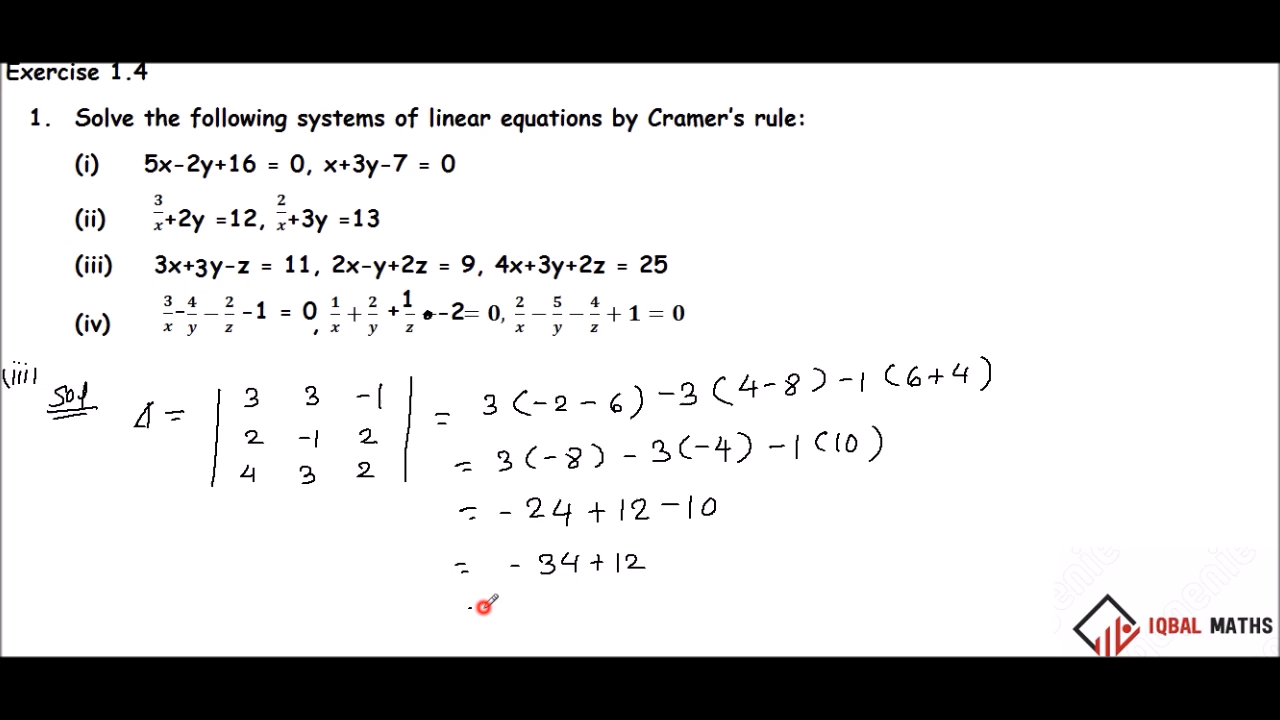 Exercise 1.4
1. Solve the following systems of linear equations by Cramer's rule:
(i) 5x-2y+16 = 0, x+3y-7 = 0
(ii) 3/x+2y =12, 2/x+3y =13
(iii) 3x+3y-z = 11, 2x-y+2z = 9, 4x+3y+2z = 25
(iv) 3/x-4/y-2/z-1 = 0, 1/x+2/y+1/z-2= 0, 2/x-5/y-4/z+1=0
(iii) Sol
Δ = | 3 3 -1 | = 3(-2-6) -3(4-8) -1(6+4)
| 2 -1 2 | = 3(-8) - 3(-4) -1(10)
| 4 3 2 |
= -24+12-10
= -34+12
IQBAL MATHS